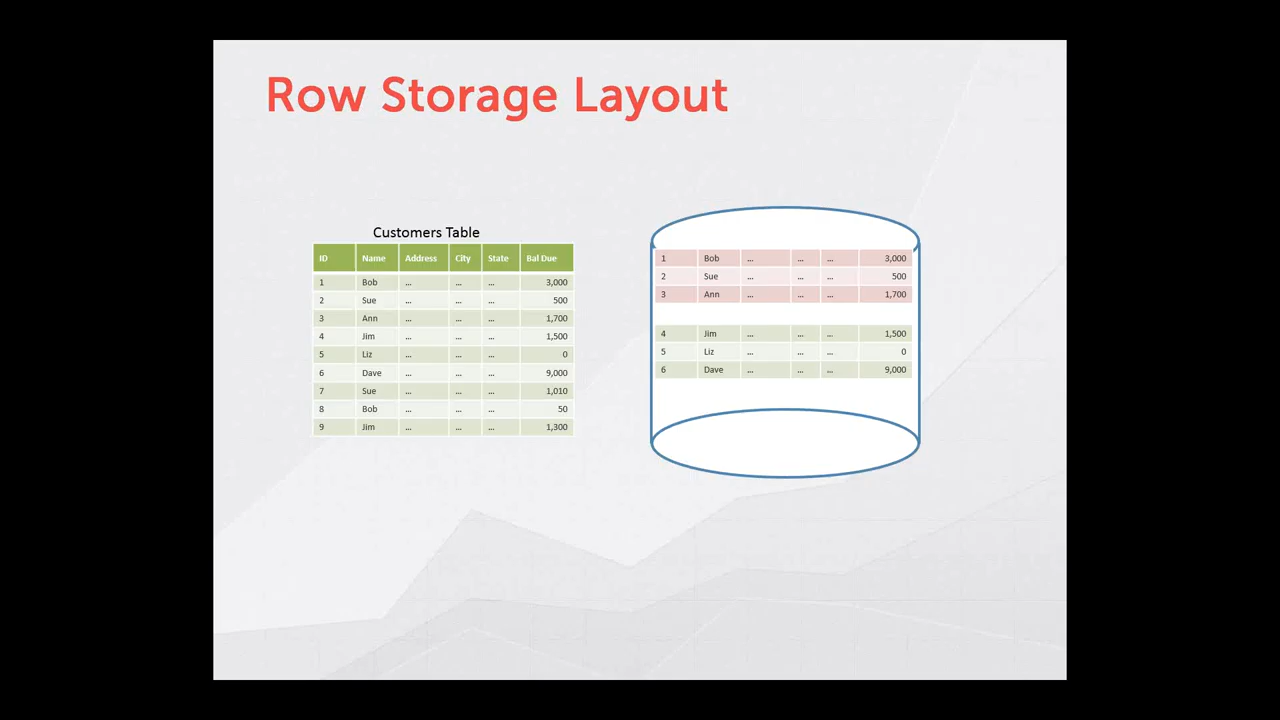 Row Storage Layout
Customers Table
ID Name Address City State Bal Due
1 Bob ... ... ... 3,000
2 Sue ... ... ... 500
3 Ann ... ... ... 1,700
4 Jim ... ... ... 1,500
5 Liz ... ... ... 0
6 Dave ... ... ... 9,000
7 Sue ... ... ... 1,010
8 Bob ... ... ... 50
9 Jim ... ... ... 1,300
1 Bob ... ... ... 3,000
2 Sue ... ... ... 500
3 Ann ... ... ... 1,700
4 Jim ... ... ... 1,500
5 Liz ... ... ... 0
6 Dave ... ... ... 9,000